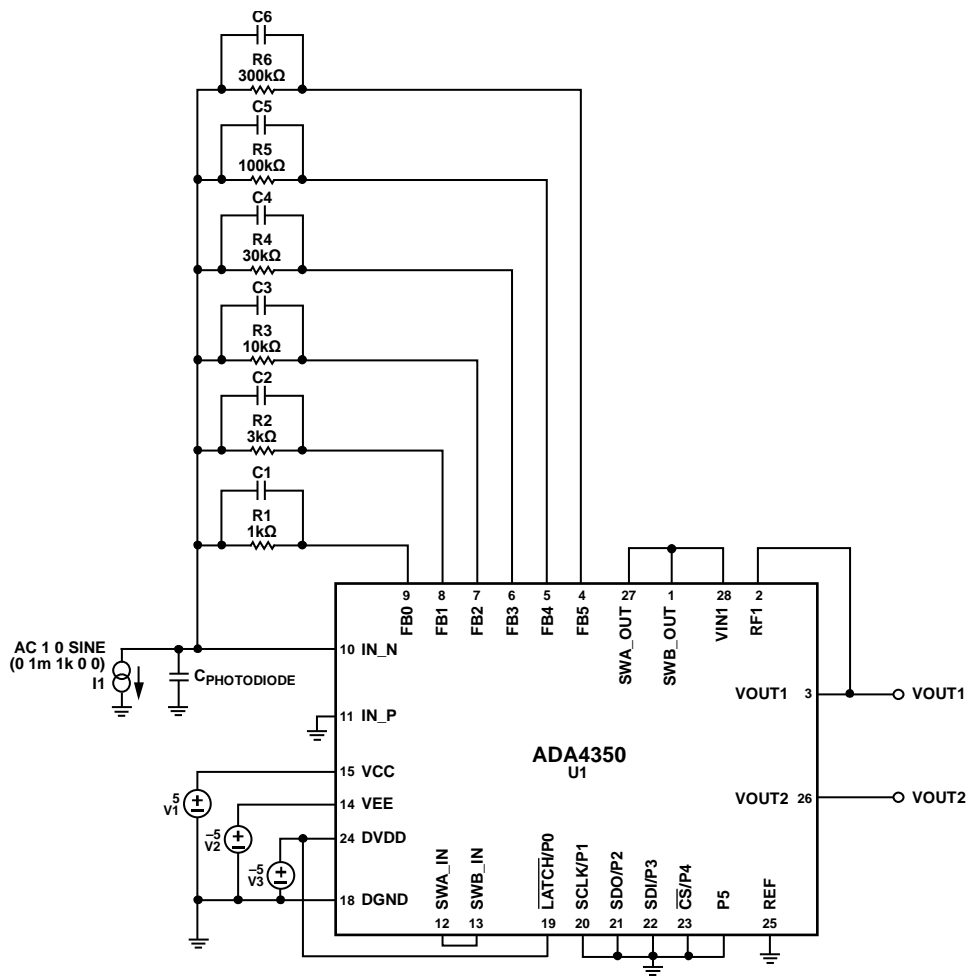 C6
R6
300kΩ
C5
R5
100kΩ
C4
R4
30kΩ
C3
R3
10kΩ
C2
R2
3kΩ
C1
R1
1kΩ
9 8 7 6 5 4 27 1 28 2
FB0 FB1 FB2 FB3 FB4 FB5 SWA_OUT SWB_OUT VIN1 RF1
AC 1 0 SINE
(0 1m 1k 0 0)
I1
CPHOTODIODE
10 IN_N
11 IN_P
15 VCC
14 VEE
24 DVDD
18 DGND
5
V1
–5
V2
–5
V3
ADA4350
U1
VOUT1 3 VOUT1
VOUT2 26 VOUT2
SWA_IN SWB_IN LATCH/P0 SCLK/P1 SDO/P2 SDI/P3 CS/P4 P5 REF
12 13 19 20 21 22 23 25